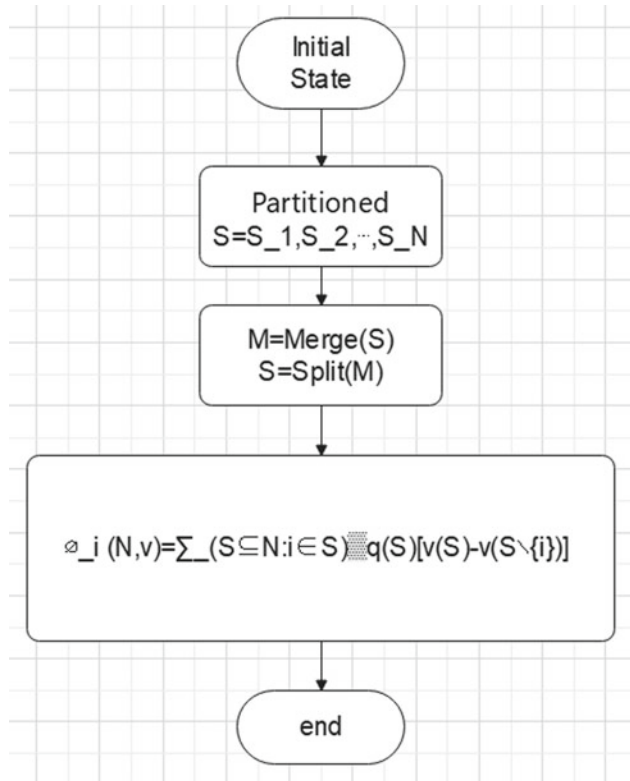 Initial
State
Partitioned
S=S_1,S_2,⋯,S_N
M=Merge(S)
S=Split(M)
∅_i (N,v)=∑_(S⊆N:i∈S)▒q(S)[v(S)-v(S∖{i})]
end